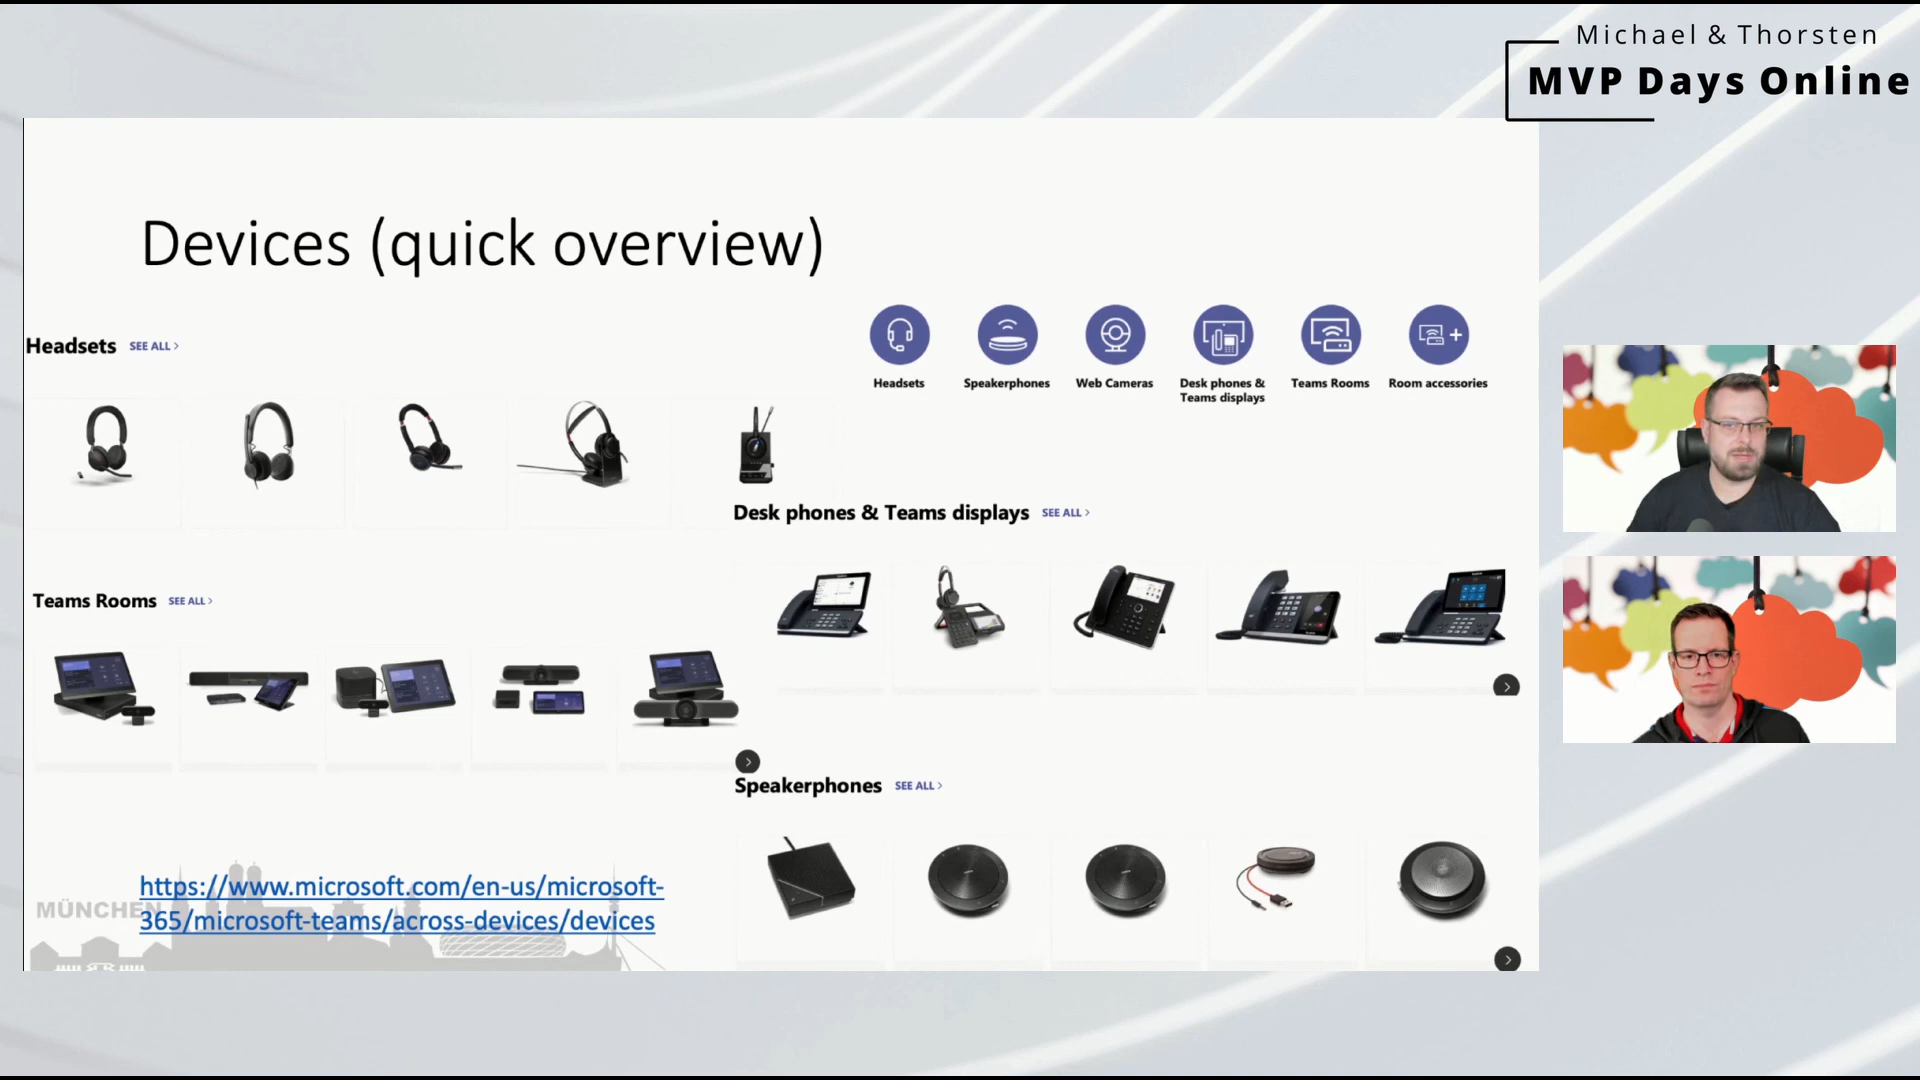 Michael & Thorsten
MVP Days Online
Devices (quick overview)
Headsets SEE ALL >
Headsets
Speakerphones
Web Cameras
Desk phones &
Teams displays
Teams Rooms
Room accessories
Desk phones & Teams displays SEE ALL >
Teams Rooms SEE ALL >
Speakerphones SEE ALL >
MÜNCHEN
https://www.microsoft.com/en-us/microsoft-
365/microsoft-teams/across-devices/devices